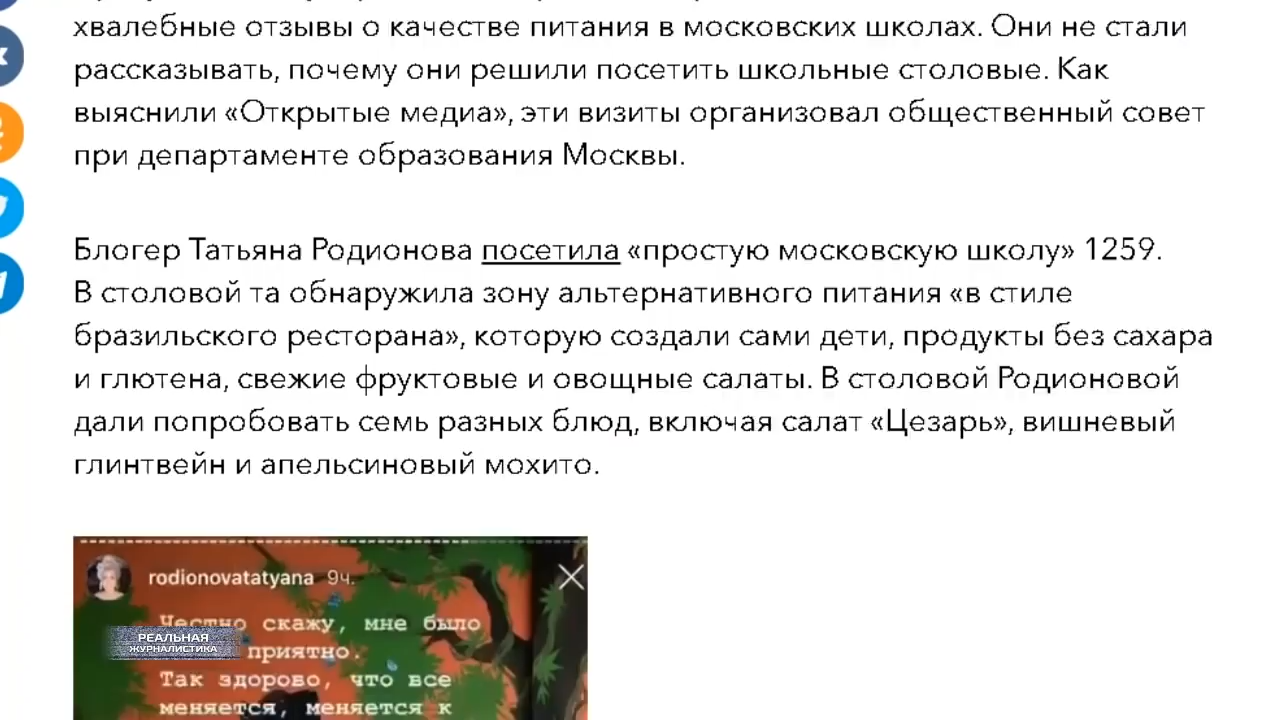 хвалебные отзывы о качестве питания в московских школах. Они не стали
рассказывать, почему они решили посетить школьные столовые. Как
выяснили «Открытые медиа», эти визиты организовал общественный совет
при департаменте образования Москвы.
Блогер Татьяна Родионова посетила «простую московскую школу» 1259.
В столовой та обнаружила зону альтернативного питания «в стиле
бразильского ресторана», которую создали сами дети, продукты без сахара
и глютена, свежие фруктовые и овощные салаты. В столовой Родионовой
дали попробовать семь разных блюд, включая салат «Цезарь», вишневый
глинтвейн и апельсиновый мохито.
rodionovatatyana 9ч.
Честно скажу, мне было
приятно.
Так здорово, что все
меняется, меняется к
РЕАЛЬНАЯ
ЖУРНАЛИСТИКА